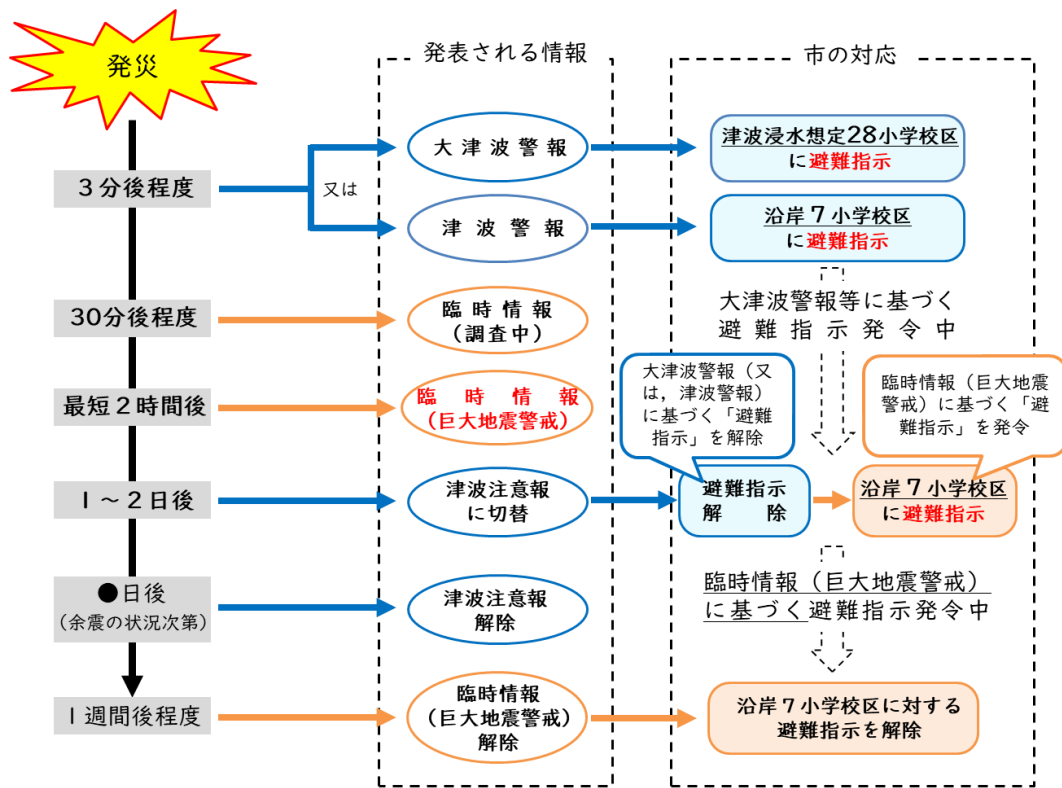 発災
発表される情報
市の対応
3分後程度
又は
大津波警報
津波浸水想定28小学校区
に避難指示
津波警報
沿岸7小学校区
に避難指示
30分後程度
臨時情報
(調査中)
大津波警報等に基づく
避難指示発令中
最短2時間後
臨時情報
(巨大地震警戒)
大津波警報(又
は,津波警報)
に基づく「避難
指示」を解除
臨時情報(巨大地震
警戒)に基づく「避
難指示」を発令
1~2日後
津波注意報
に切替
避難指示
解除
沿岸7小学校区
に避難指示
●日後
(余震の状況次第)
津波注意報
解除
臨時情報(巨大地震警戒)
に基づく避難指示発令中
1週間後程度
臨時情報
(巨大地震警戒)
解除
沿岸7小学校区に対する
避難指示を解除